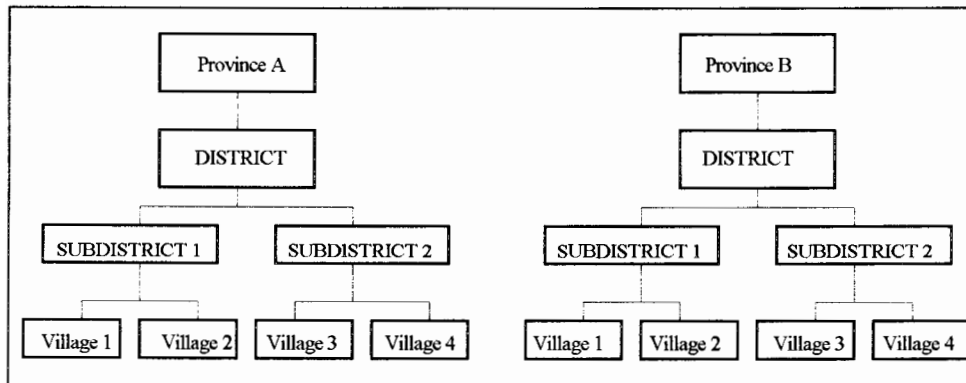 Province A
Province B
DISTRICT
DISTRICT
SUBDISTRICT 1
SUBDISTRICT 2
SUBDISTRICT 1
SUBDISTRICT 2
Village 1
Village 2
Village 3
Village 4
Village 1
Village 2
Village 3
Village 4